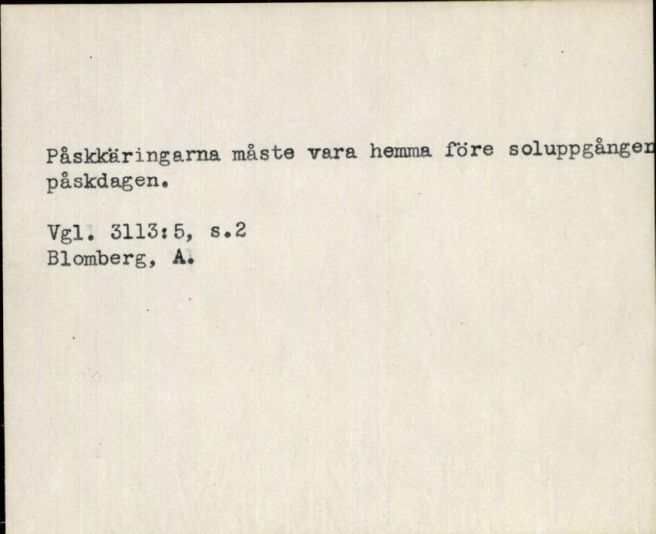 Påskkäringarna måste vara hemma före soluppgången
påskdagen.
Vgl. 3113:5, s.2
Blomberg, A.